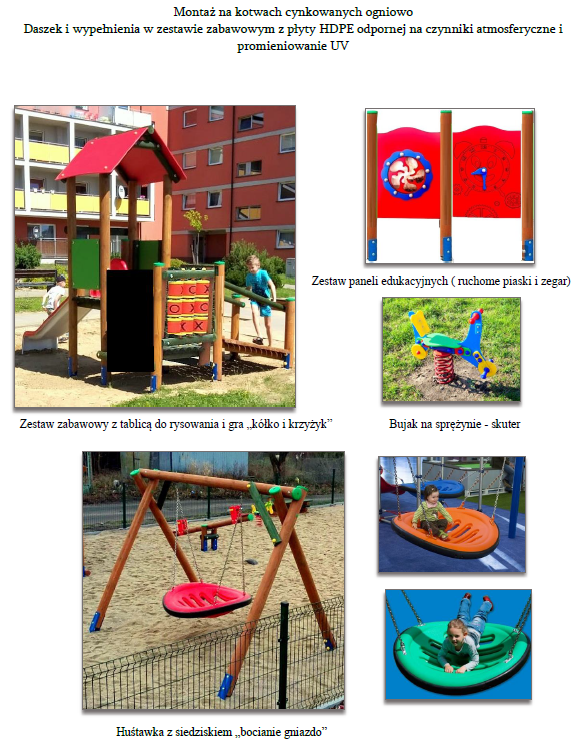 Montaż na kotwach cynkowanych ogniowo
Daszek i wypełnienia w zestawie zabawowym z płyty HDPE odpornej na czynniki atmosferyczne i
promieniowanie UV
Zestaw paneli edukacyjnych ( ruchome piaski i zegar)
Zestaw zabawowy z tablicą do rysowania i gra „kółko i krzyżyk”
Bujak na sprężynie - skuter
Huśtawka z siedziskiem „bocianie gniazdo”